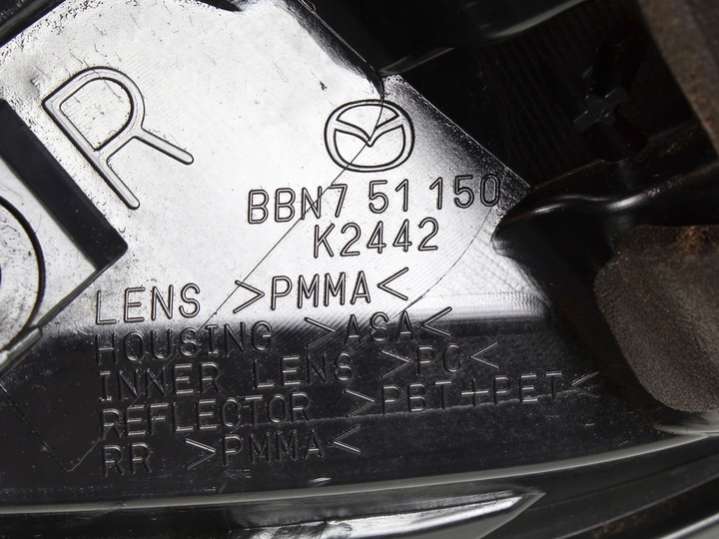 R
BBN7 51 150
K2442
LENS >PMMA<
HOUSING >ASA<
INNER LENS >PC<
REFLECTOR >PBT+PET<
RR >PMMA<